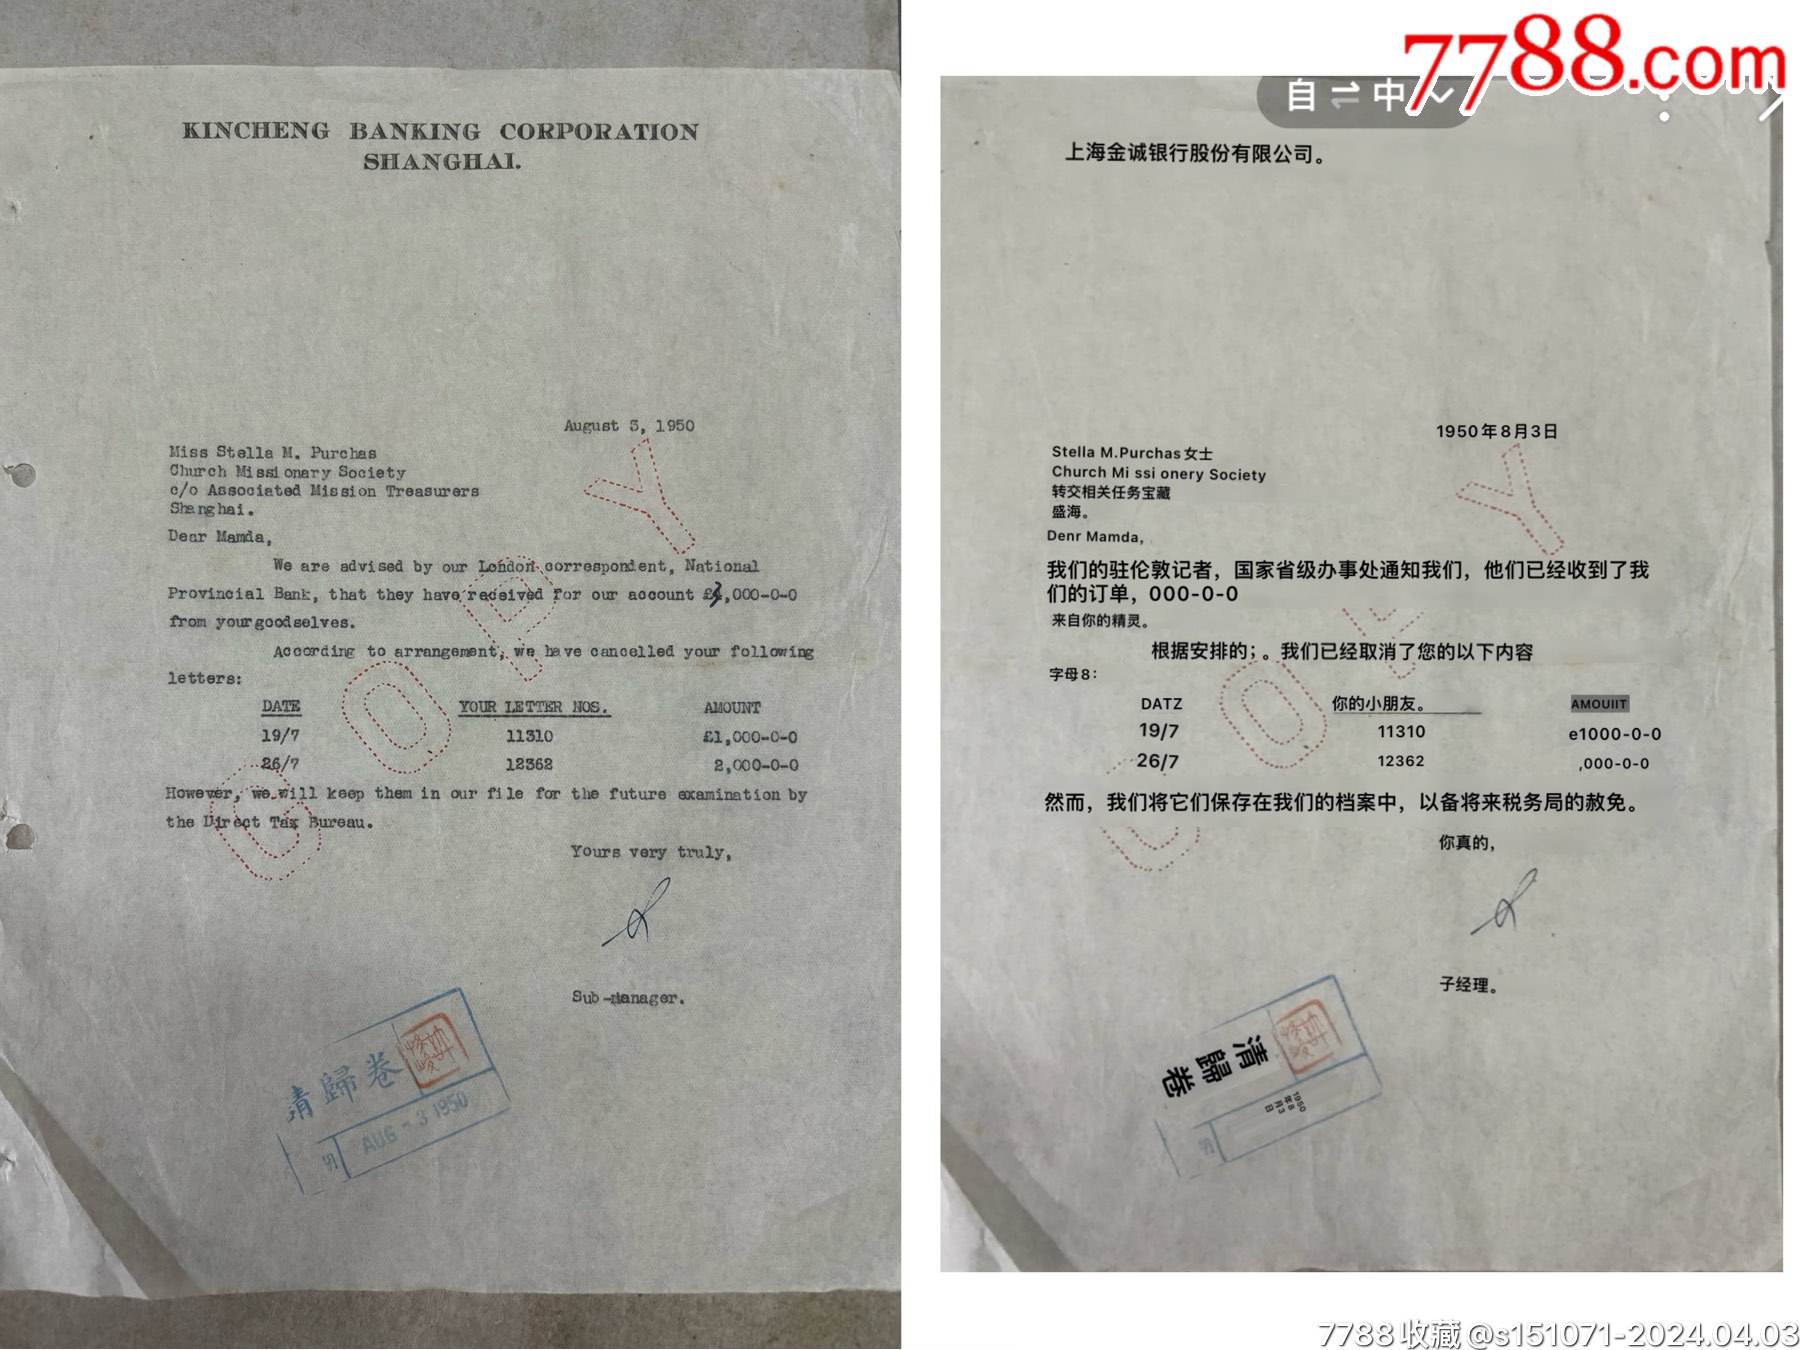 KINCHENG BANKING CORPORATION
SHANGHAI.
August 3, 1950
Miss Stella M. Purchas
Church Missionary Society
c/o Associated Mission Treasurers
Shanghai.
Dear Mamda,
We are advised by our London correspondent, National
Provincial Bank, that they have received for our account £3,000-0-0
from yourgoodselves.
According to arrangement, we have cancelled your following
letters:
DATE YOUR LETTER NOS. AMOUNT
19/7 11310 £1,000-0-0
26/7 12362 2,000-0-0
However, we will keep them in our file for the future examination by
the Direct Tax Bureau.
Yours very truly,
Sub-manager.
COPY
請歸卷
AUG -3 1950
7788.com
自⇌中
上海金诚银行股份有限公司。
1950年8月3日
Stella M.Purchas女士
Church Mi ssi onery Society
转交相关任务宝藏
盛海。
Denr Mamda,
我们的驻伦敦记者，国家省级办事处通知我们，他们已经收到了我
们的订单，000-0-0
来自你的精灵。
根据安排的；。我们已经取消了您的以下内容
字母8：
DATZ 你的小朋友。 AMOUIIT
19/7 11310 e1000-0-0
26/7 12362 ,000-0-0
然而，我们将它们保存在我们的档案中，以备将来税务局的赦免。
你真的，
子经理。
清歸卷
1950年8月3日
7788收藏@s151071-2024.04.03